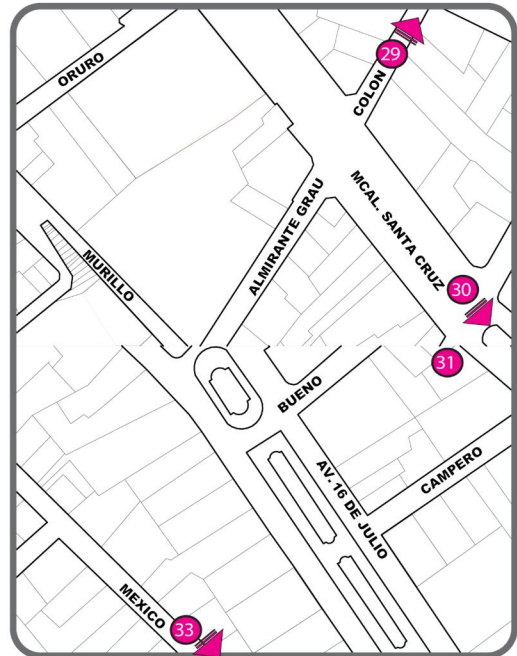 ORURO
29
COLON
ALMIRANTE GRAU
MCAL. SANTA CRUZ
MURILLO
30
31
BUENO
AV. 16 DE JULIO
CAMPERO
MEXICO
33